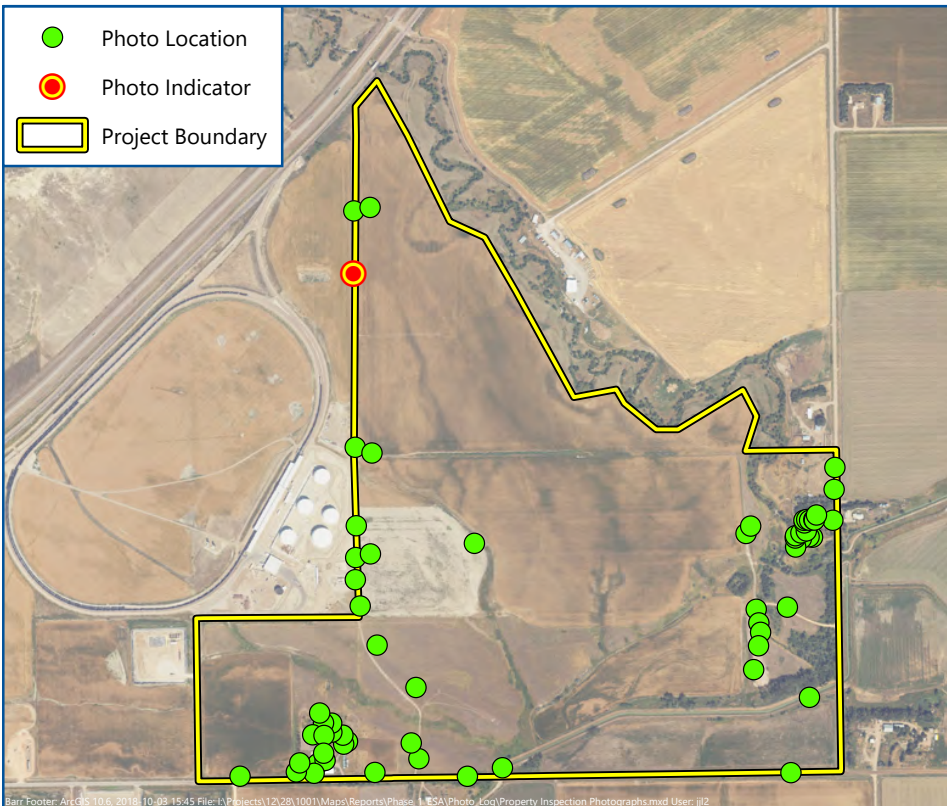 Photo Location
Photo Indicator
Project Boundary
Barr Footer: ArcGIS 10.6, 2018-10-03 15:45 File: I:\Projects\12\28\1001\Maps\Reports\Phase_I_ESA\Photo_Log\Property Inspection Photographs.mxd User: jjl2